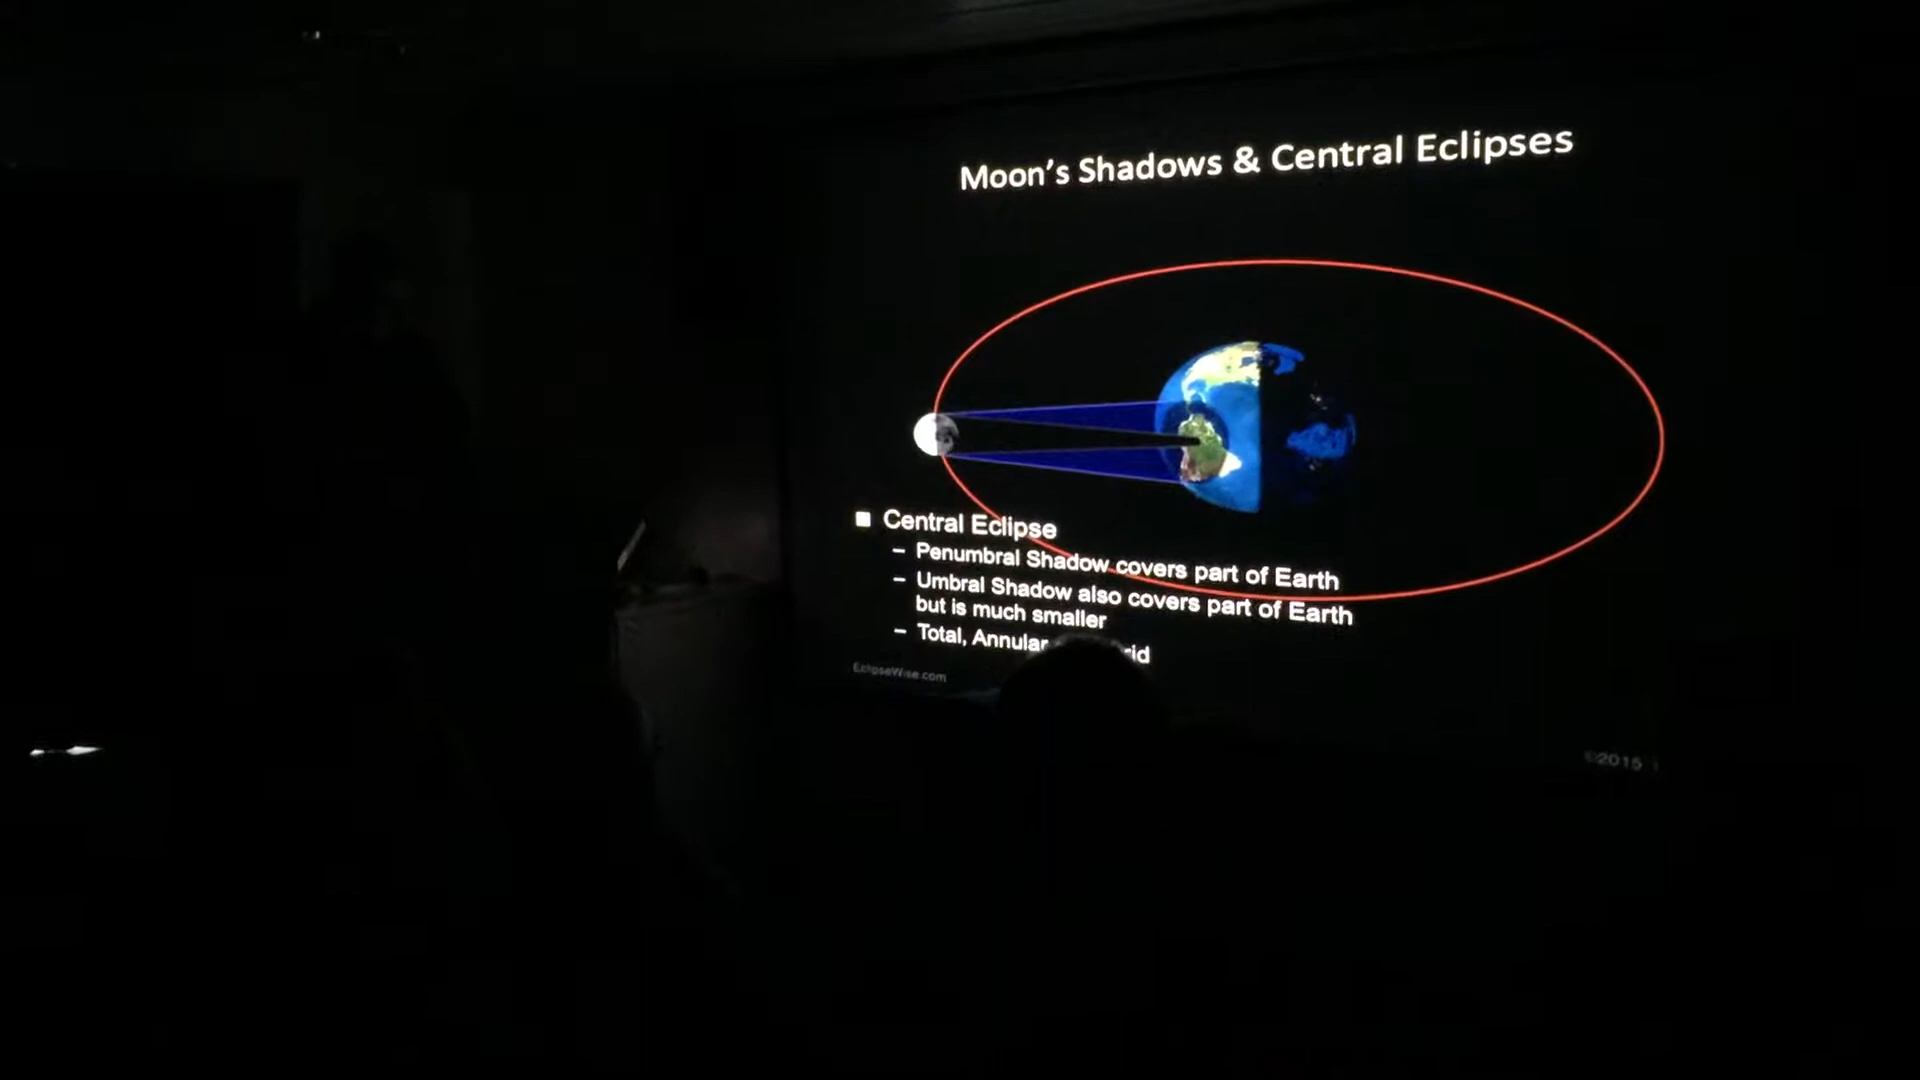 Moon's Shadows & Central Eclipses
■ Central Eclipse
– Penumbral Shadow covers part of Earth
– Umbral Shadow also covers part of Earth
but is much smaller
– Total, Annular
EclipseWise.com
©2015